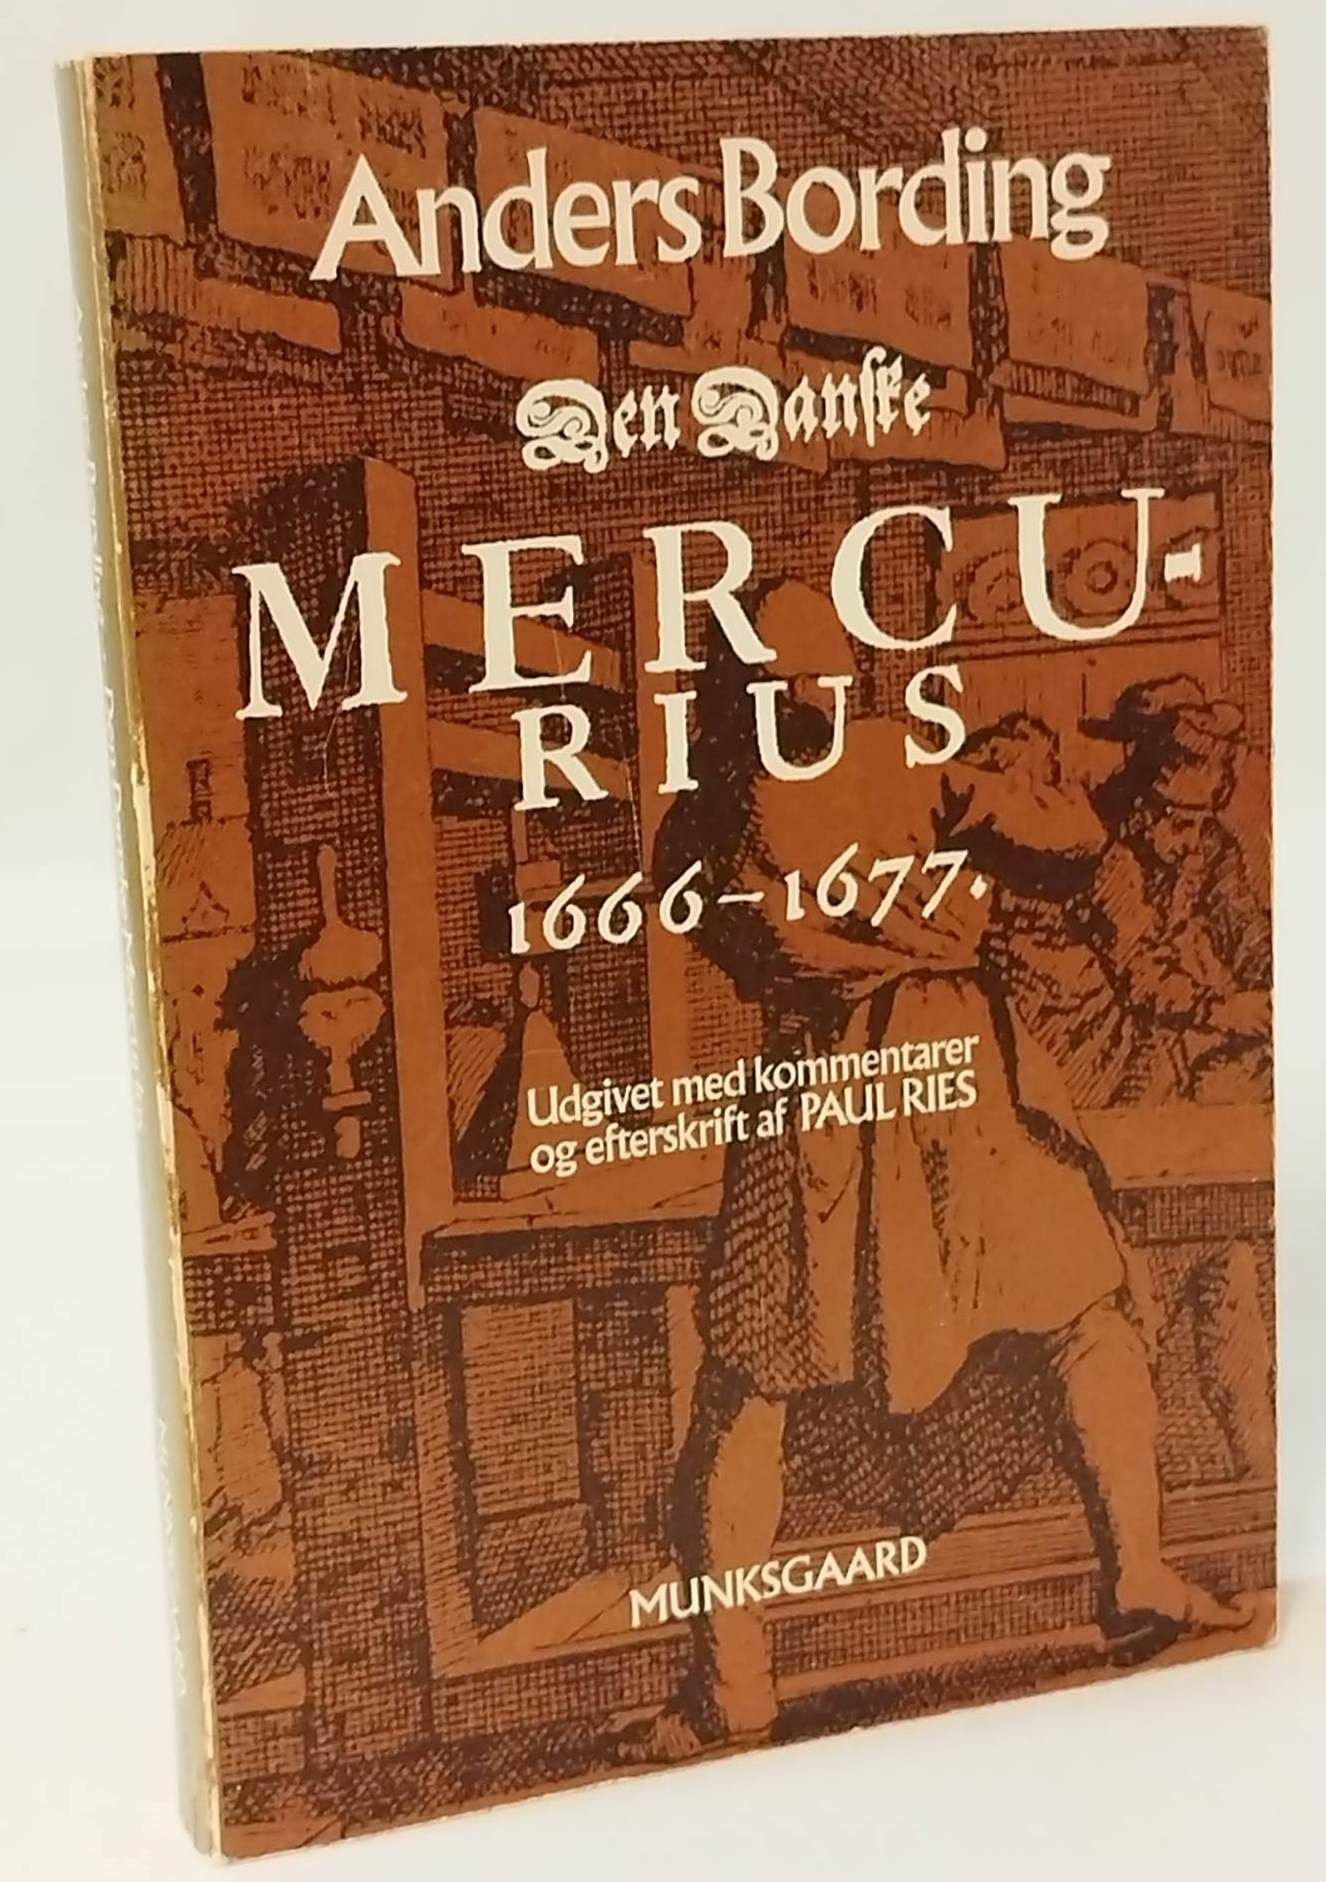 Anders Bording
Den Danske
MERCU-
RIUS
1666–1677.
Udgivet med kommentarer
og efterskrift af PAUL RIES
MUNKSGAARD